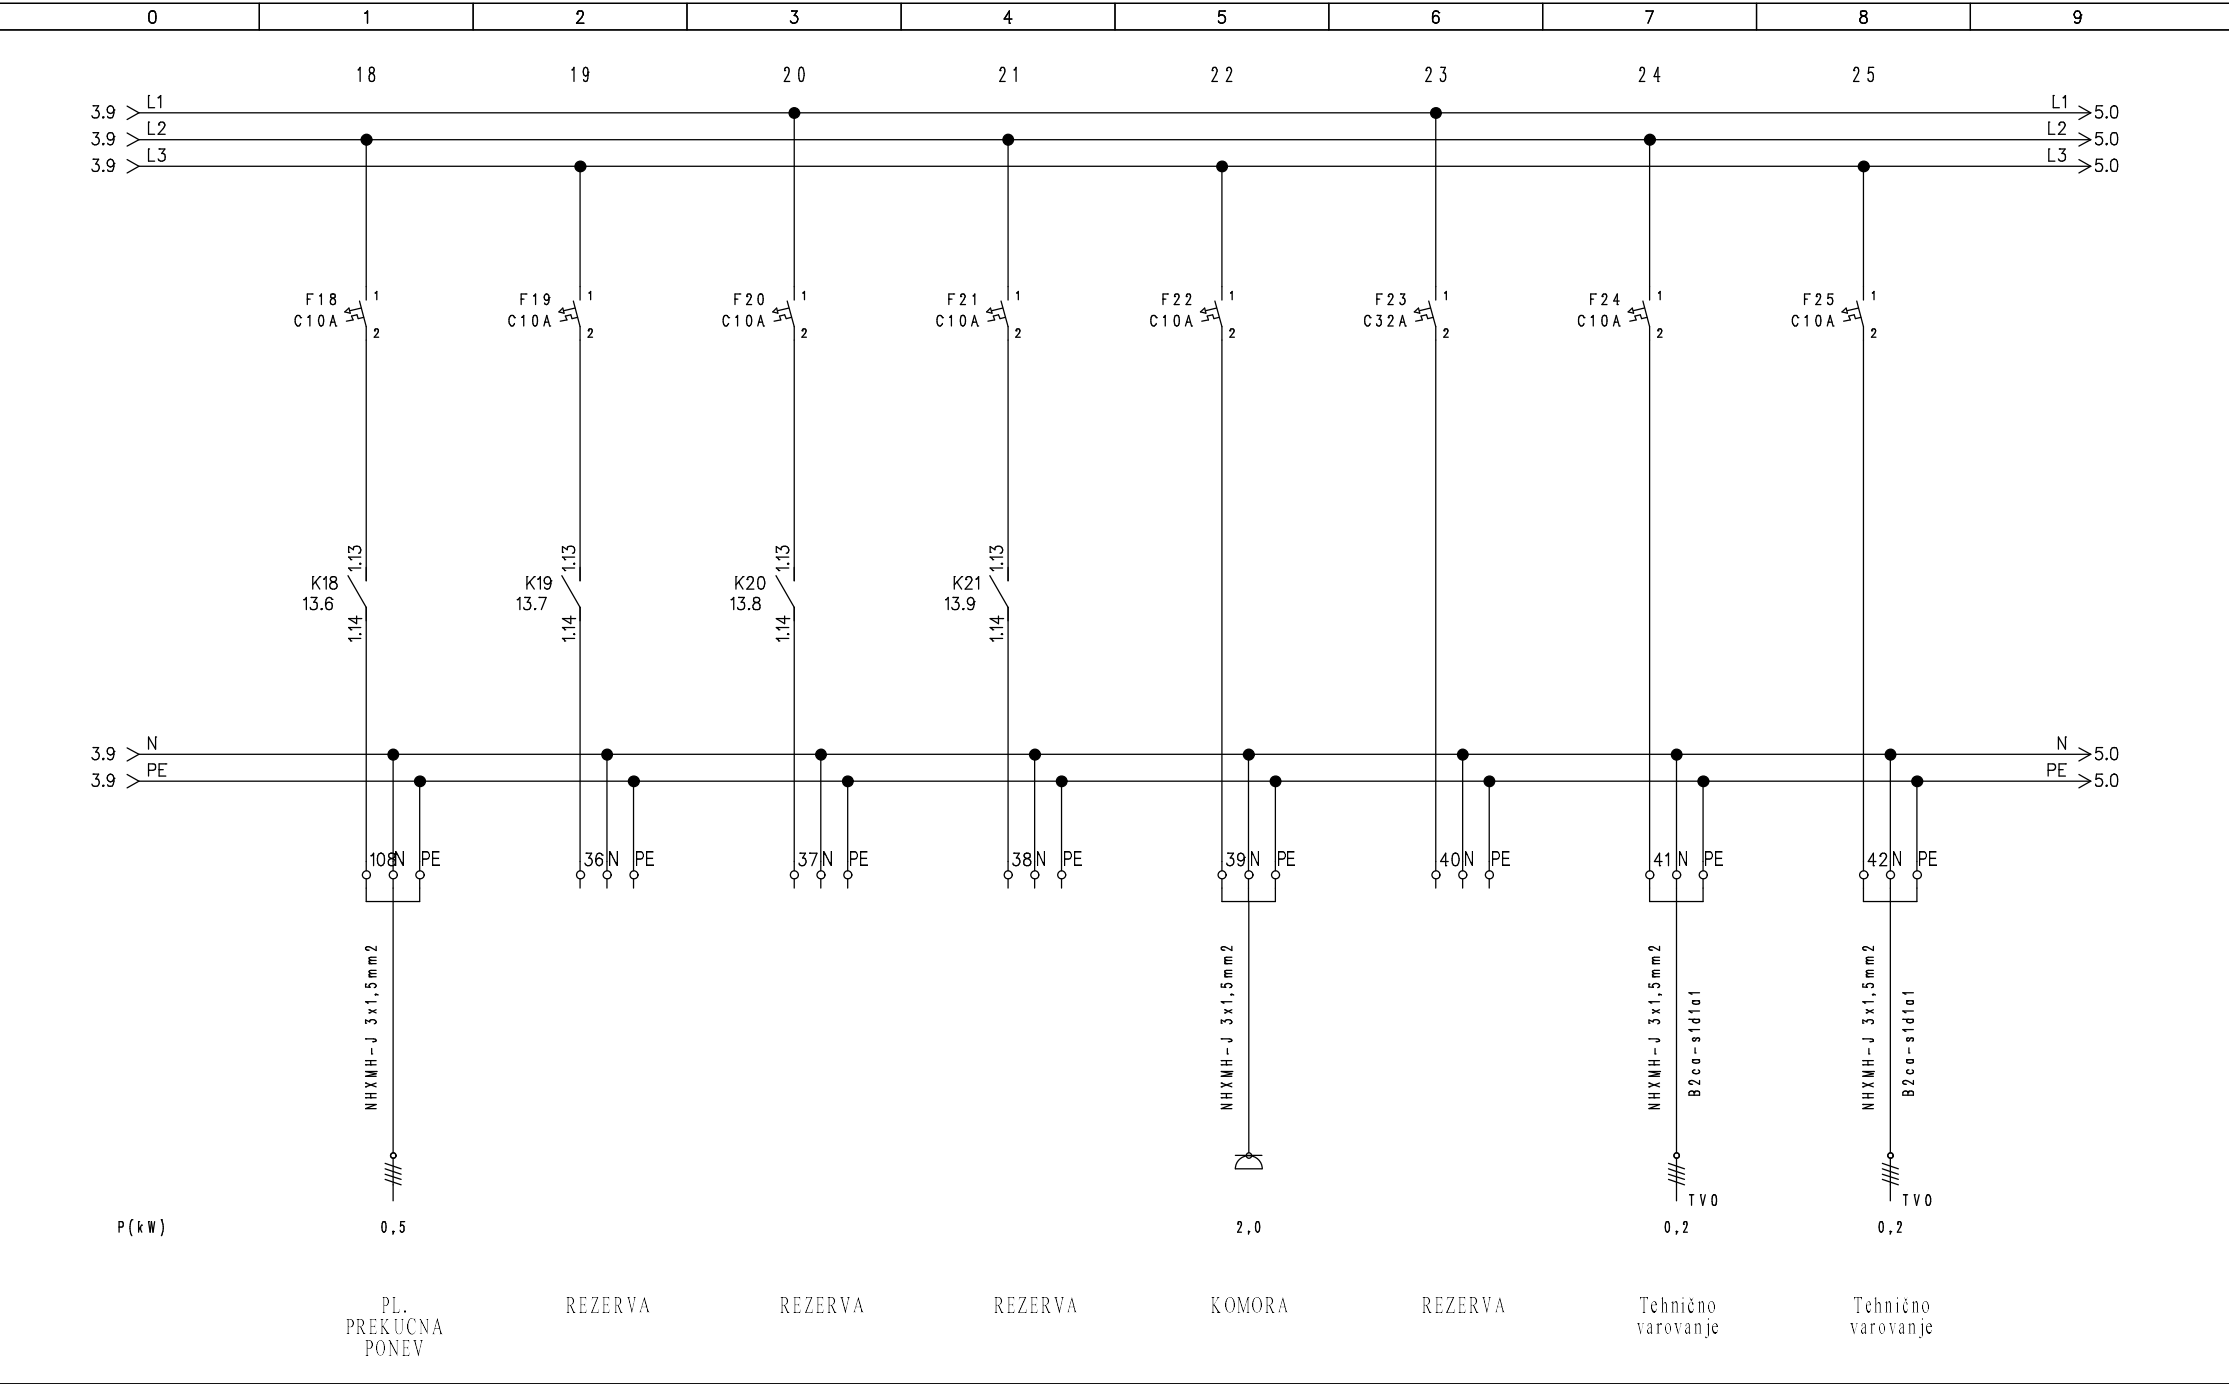 0 1 2 3 4 5 6 7 8 9
18 19 20 21 22 23 24 25
3.9 L1 L1 5.0
3.9 L2 L2 5.0
3.9 L3 L3 5.0
F18 1 F19 1 F20 1 F21 1 F22 1 F23 1 F24 1 F25 1
C10A C10A C10A C10A C10A C32A C10A C10A
2 2 2 2 2 2 2 2
1.13 1.13 1.13 1.13
K18 K19 K20 K21
13.6 13.7 13.8 13.9
1.14 1.14 1.14 1.14
3.9 N N 5.0
3.9 PE PE 5.0
108 N PE 36 N PE 37 N PE 38 N PE 39 N PE 40 N PE 41 N PE 42 N PE
NHXMH-J 3x1,5mm2
NHXMH-J 3x1,5mm2
NHXMH-J 3x1,5mm2
B2ca-s1d1a1
NHXMH-J 3x1,5mm2
B2ca-s1d1a1
TVO TVO
P(kW) 0,5 2,0 0,2 0,2
PL. REZERVA REZERVA REZERVA KOMORA REZERVA Tehnično Tehnično
PREKUCNA varovanje varovanje
PONEV